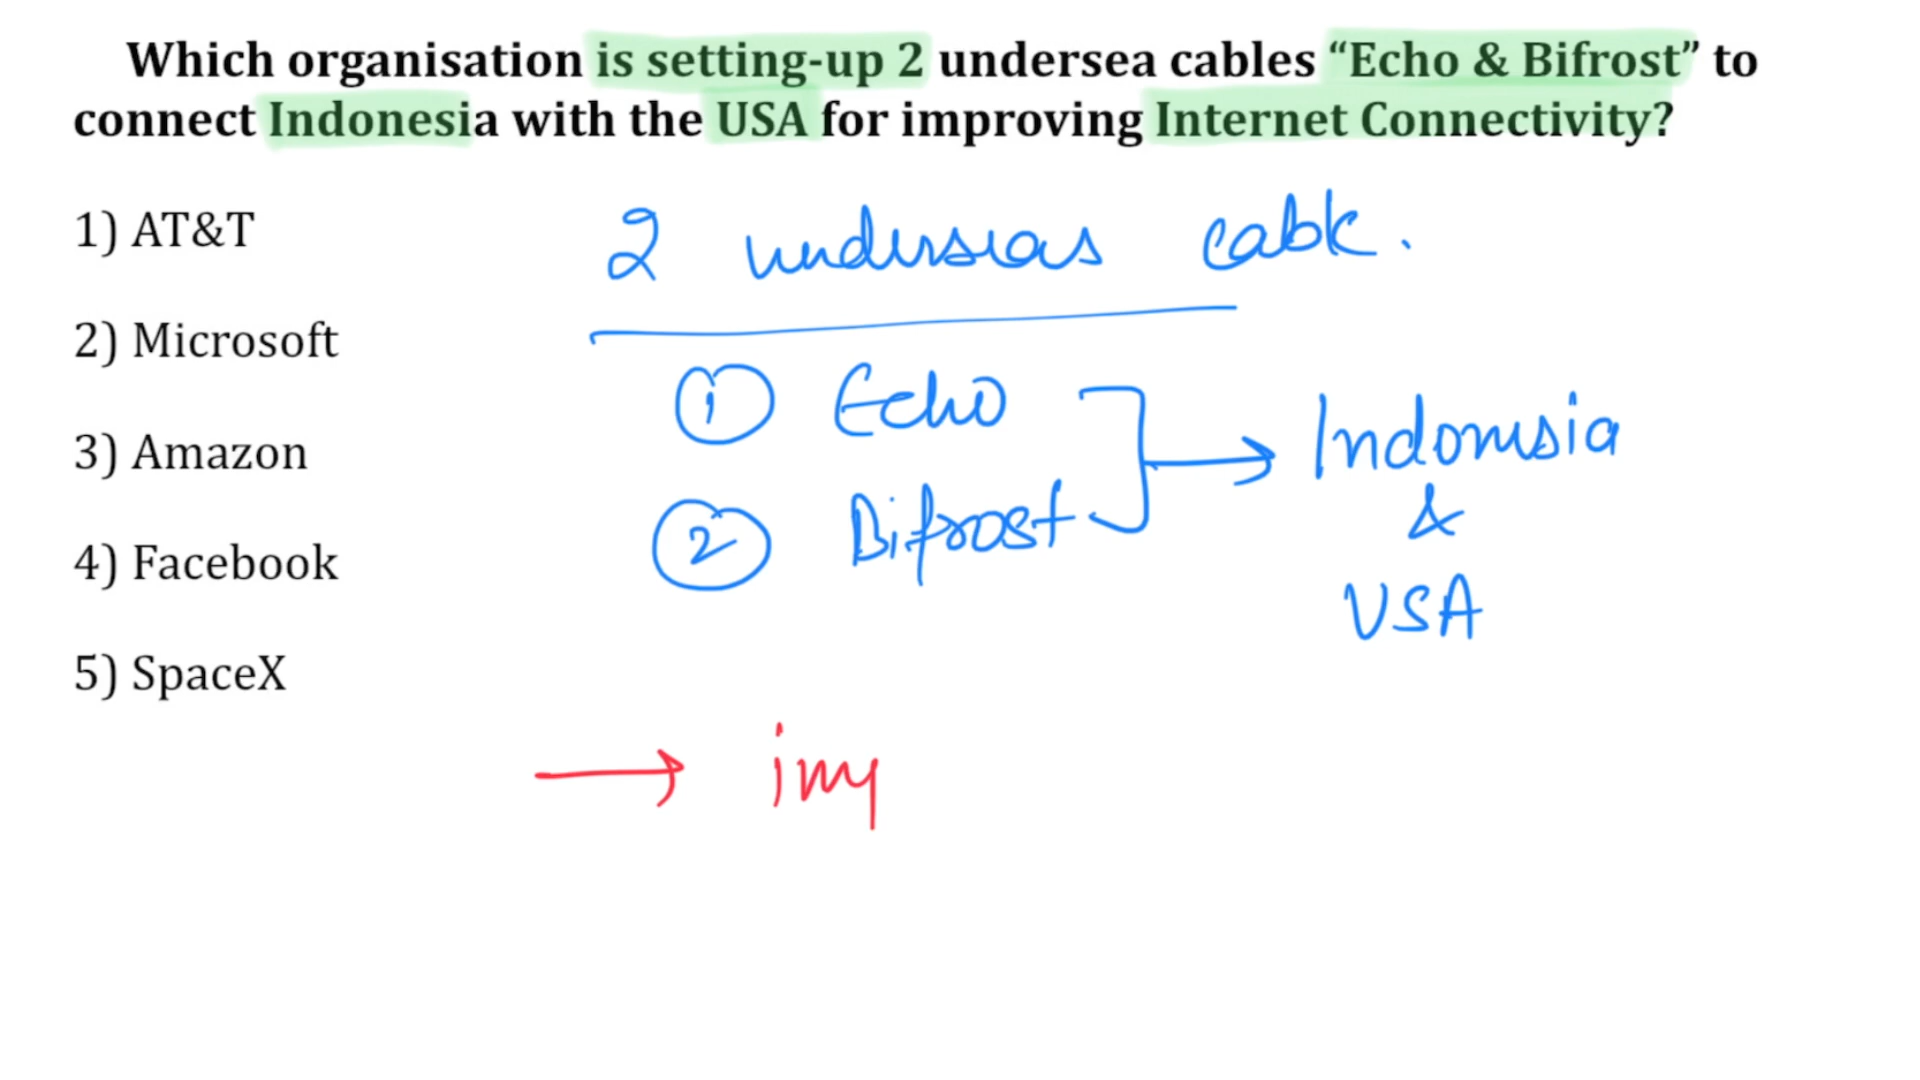 Which organisation is setting-up 2 undersea cables “Echo & Bifrost” to
connect Indonesia with the USA for improving Internet Connectivity?
1) AT&T
2 underseas cable.
2) Microsoft
1 Echo
Indonesia
3) Amazon
&
2 Bifrost
4) Facebook
USA
5) SpaceX
→ imp